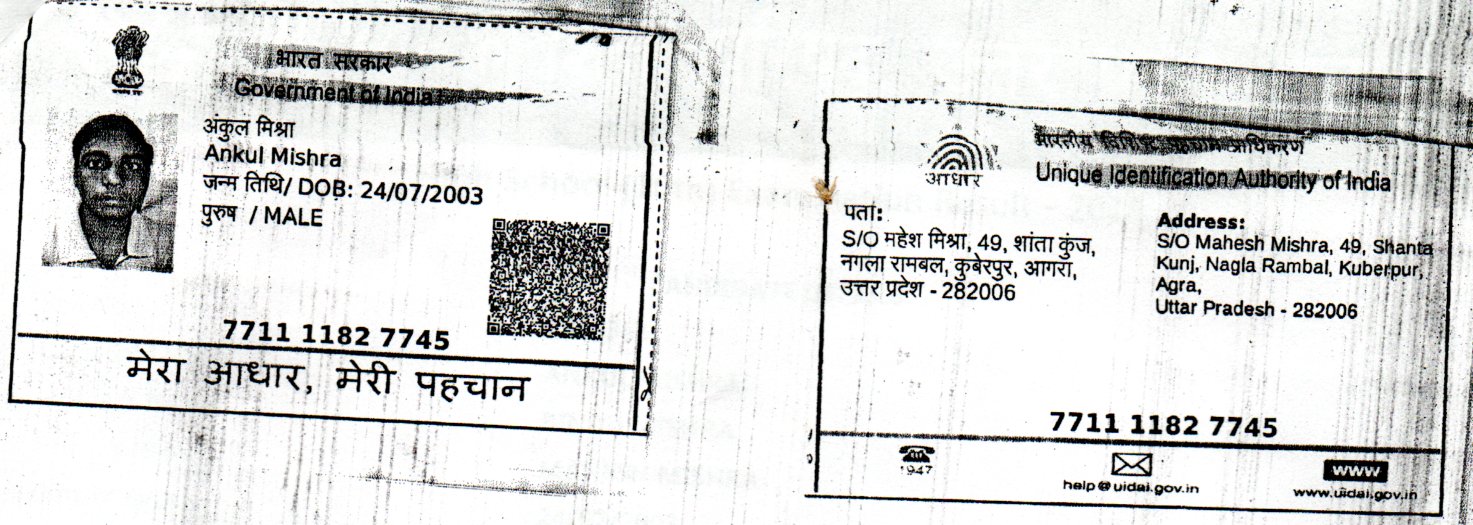 भारत सरकार
Government of India
अंकुल मिश्रा
Ankul Mishra
जन्म तिथि/ DOB: 24/07/2003
पुरुष / MALE
7711 1182 7745
मेरा आधार, मेरी पहचान
आधार
भारतीय विशिष्ट पहचान प्राधिकरण
Unique Identification Authority of India
पता:
S/O महेश मिश्रा, 49, शांता कुंज,
नगला रामबल, कुबेरपुर, आगरा,
उत्तर प्रदेश - 282006
Address:
S/O Mahesh Mishra, 49, Shanta
Kunj, Nagla Rambal, Kuberpur,
Agra,
Uttar Pradesh - 282006
7711 1182 7745
1947
help@uidai.gov.in
www
www.uidai.gov.in